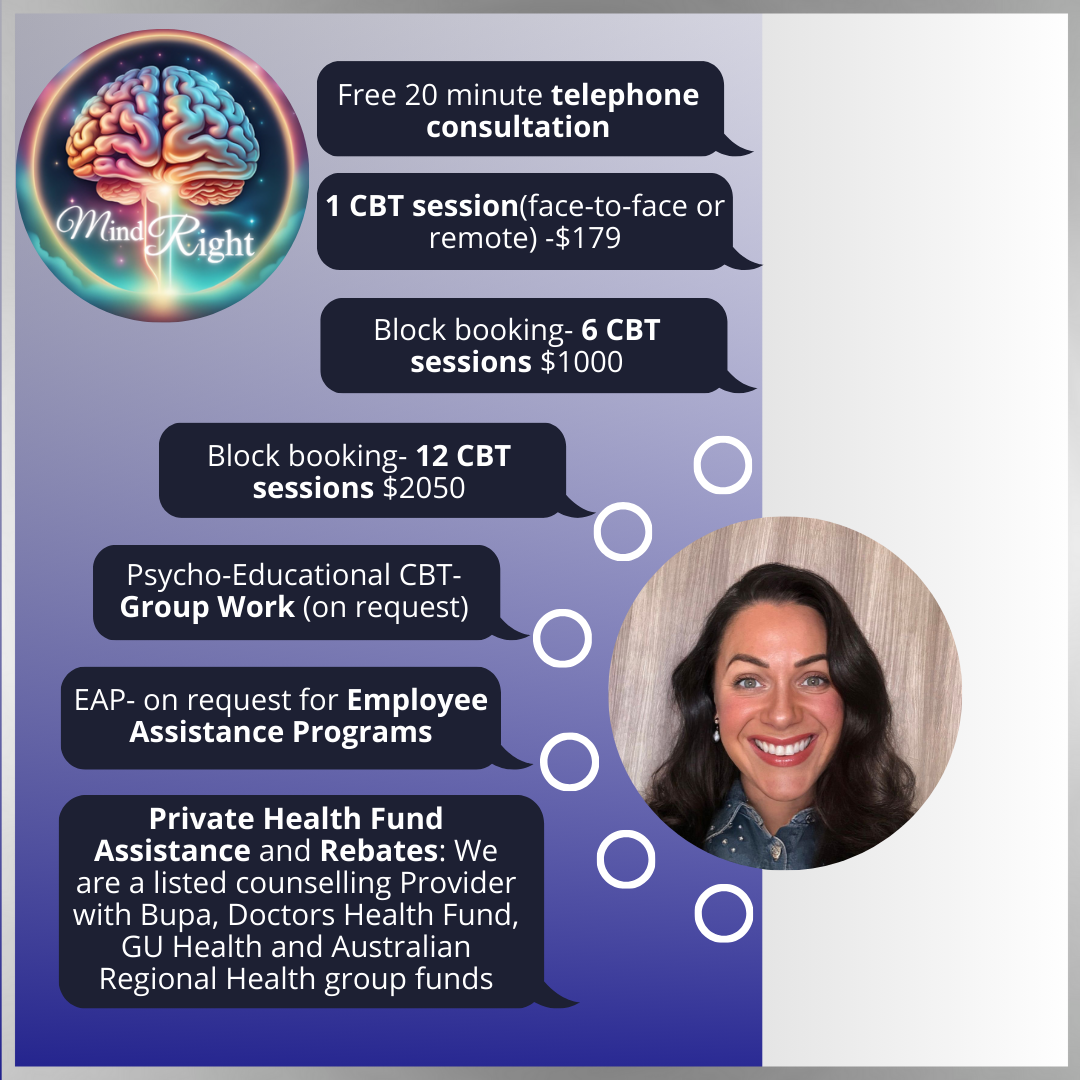 Mind Right
Free 20 minute telephone
consultation
1 CBT session(face-to-face or
remote) -$179
Block booking- 6 CBT
sessions $1000
Block booking- 12 CBT
sessions $2050
Psycho-Educational CBT-
Group Work (on request)
EAP- on request for Employee
Assistance Programs
Private Health Fund
Assistance and Rebates: We
are a listed counselling Provider
with Bupa, Doctors Health Fund,
GU Health and Australian
Regional Health group funds